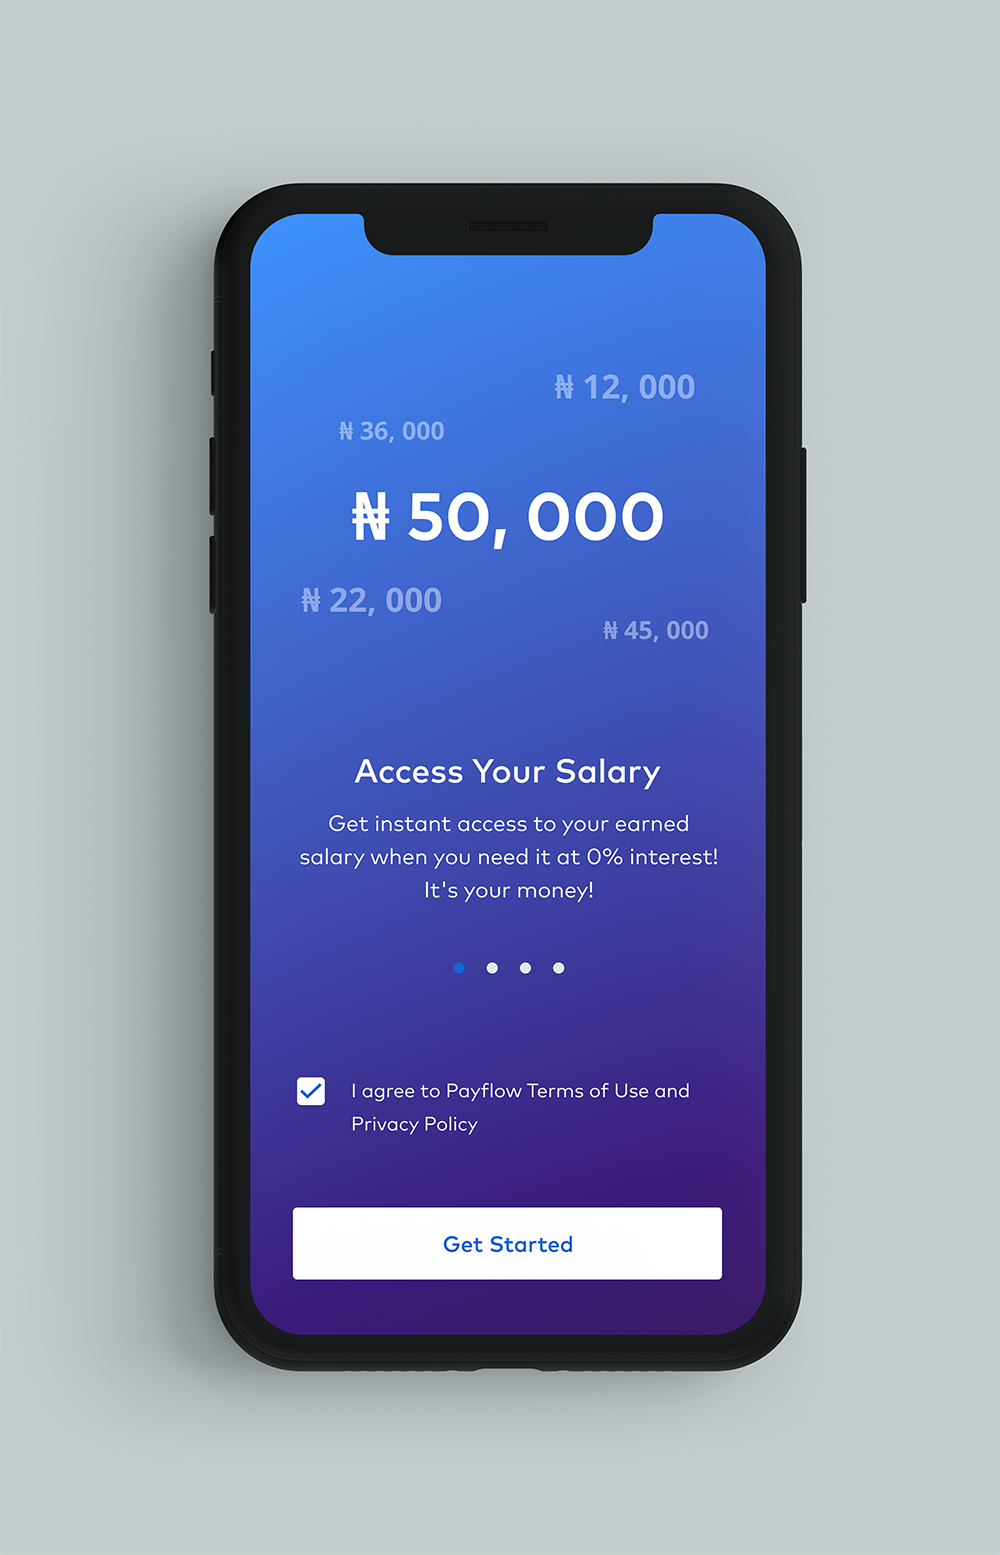 ₦ 12, 000
₦ 36, 000
₦ 50, 000
₦ 22, 000
₦ 45, 000
Access Your Salary
Get instant access to your earned
salary when you need it at 0% interest!
It's your money!
I agree to Payflow Terms of Use and
Privacy Policy
Get Started